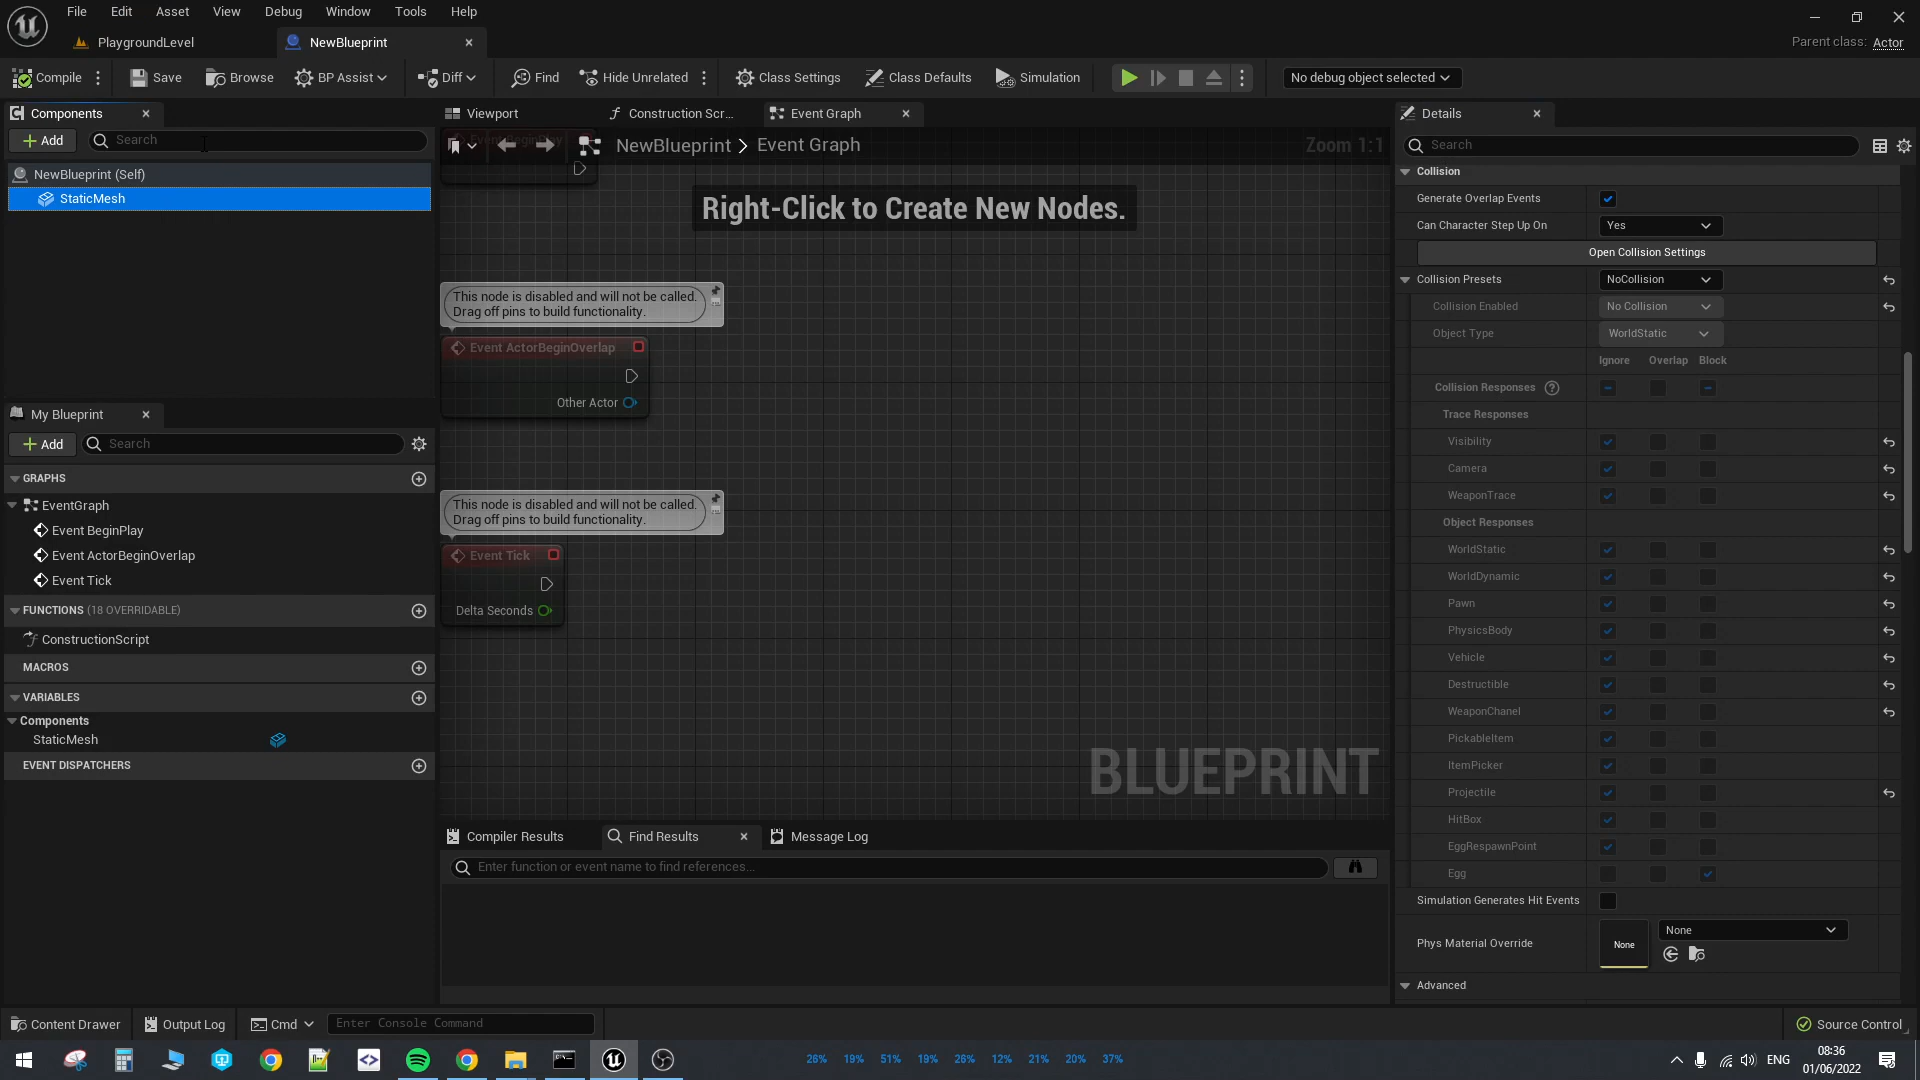 File Edit Asset View Debug Window Tools Help
PlaygroundLevel
NewBlueprint
Parent class: Actor
Compile
Save
Browse
BP Assist
Diff
Find
Hide Unrelated
Class Settings
Class Defaults
Simulation
No debug object selected
Components
Add
Search
NewBlueprint (Self)
StaticMesh
My Blueprint
Add
Search
GRAPHS
EventGraph
Event BeginPlay
Event ActorBeginOverlap
Event Tick
FUNCTIONS (18 OVERRIDABLE)
ConstructionScript
MACROS
VARIABLES
Components
StaticMesh
EVENT DISPATCHERS
Viewport
Construction Scr...
Event Graph
Event BeginPlay
NewBlueprint > Event Graph
Zoom 1:1
Right-Click to Create New Nodes.
This node is disabled and will not be called.
Drag off pins to build functionality.
Event ActorBeginOverlap
Other Actor
This node is disabled and will not be called.
Drag off pins to build functionality.
Event Tick
Delta Seconds
BLUEPRINT
Compiler Results
Find Results
Message Log
Enter function or event name to find references...
Details
Search
Collision
Generate Overlap Events
Can Character Step Up On Yes
Open Collision Settings
Collision Presets NoCollision
Collision Enabled No Collision
Object Type WorldStatic
Ignore Overlap Block
Collision Responses
Trace Responses
Visibility
Camera
WeaponTrace
Object Responses
WorldStatic
WorldDynamic
Pawn
PhysicsBody
Vehicle
Destructible
WeaponChanel
PickableItem
ItemPicker
Projectile
HitBox
EggRespawnPoint
Egg
Simulation Generates Hit Events
Phys Material Override None None
Advanced
Content Drawer
Output Log
Cmd
Enter Console Command
Source Control
26% 19% 51% 19% 26% 12% 21% 20% 37%
ENG
08:36
01/06/2022